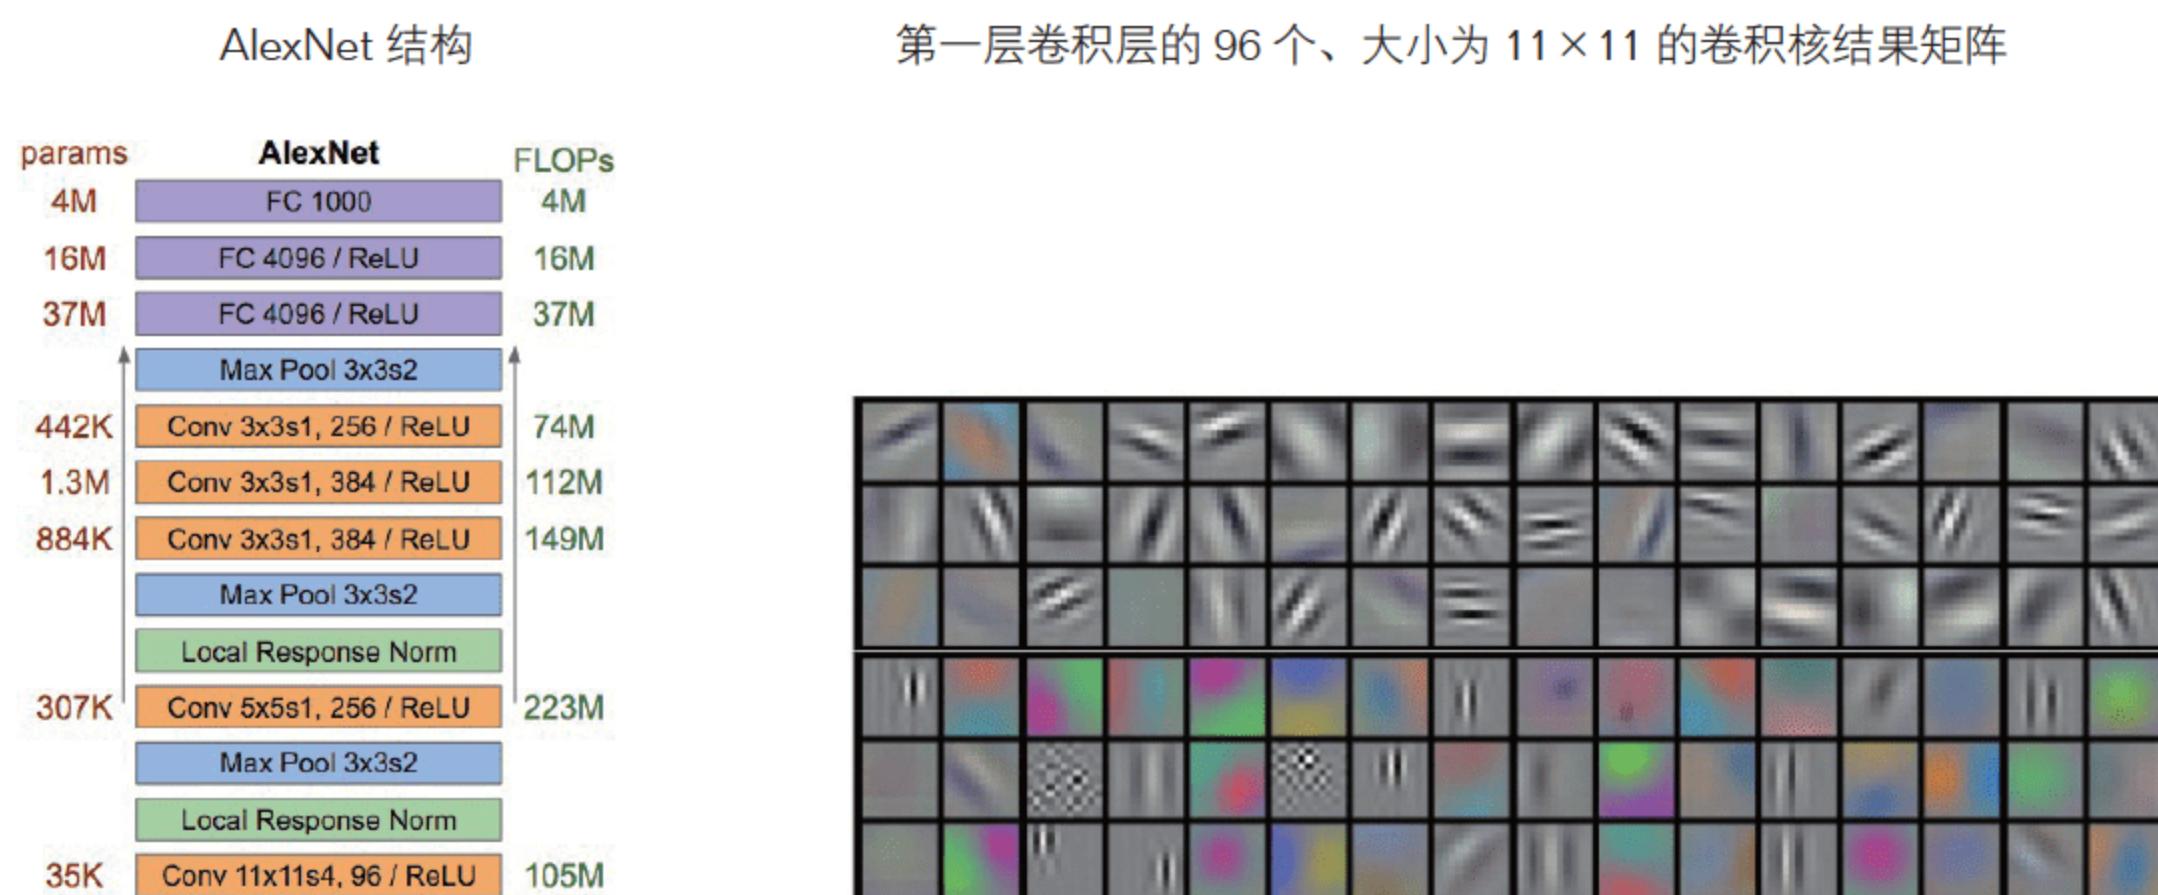 AlexNet 结构
第一层卷积层的 96 个、大小为 11×11 的卷积核结果矩阵
params AlexNet FLOPs
4M FC 1000 4M
16M FC 4096 / ReLU 16M
37M FC 4096 / ReLU 37M
Max Pool 3x3s2
442K Conv 3x3s1, 256 / ReLU 74M
1.3M Conv 3x3s1, 384 / ReLU 112M
884K Conv 3x3s1, 384 / ReLU 149M
Max Pool 3x3s2
Local Response Norm
307K Conv 5x5s1, 256 / ReLU 223M
Max Pool 3x3s2
Local Response Norm
35K Conv 11x11s4, 96 / ReLU 105M